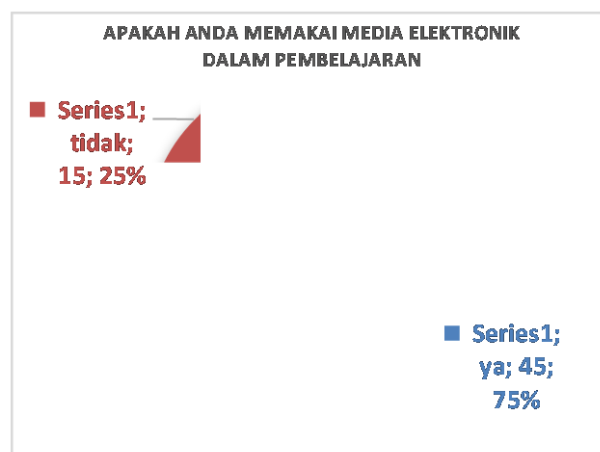 APAKAH ANDA MEMAKAI MEDIA ELEKTRONIK
DALAM PEMBELAJARAN
Series1;
tidak;
15; 25%
Series1;
ya; 45;
75%